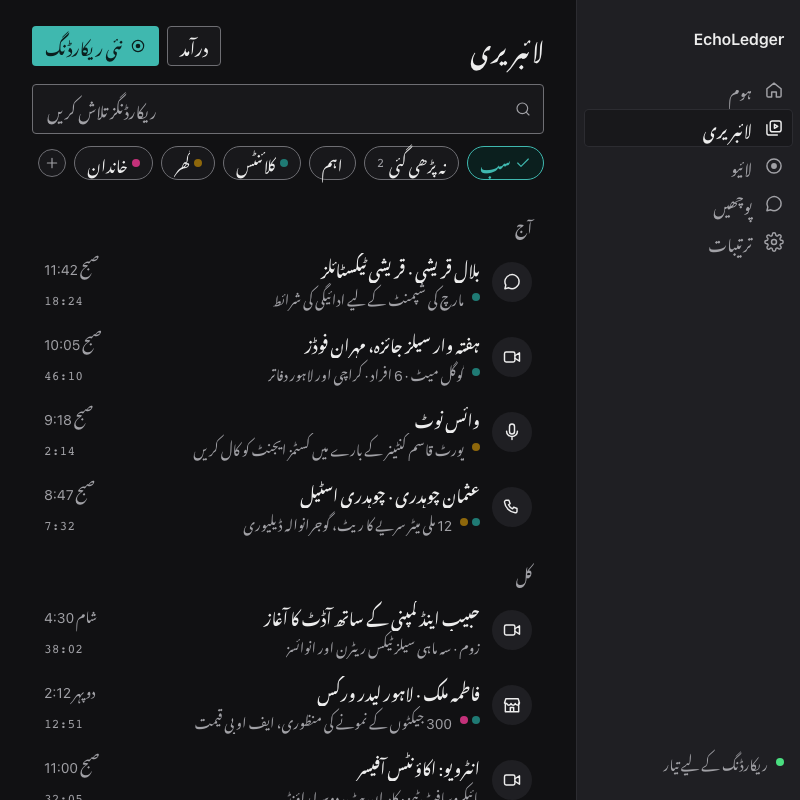 EchoLedger
ہوم
لائبریری
لائیو
پوچھیں
ترتیبات
ریکارڈنگ کے لیے تیار
لائبریری
درآمد
نئی ریکارڈنگ
ریکارڈنگز تلاش کریں
سب
نہ پڑھی گئی 2
اہم
کلائنٹس
گھر
خاندان
آج
بلال قریشی · قریشی ٹیکسٹائلز
صبح 11:42
مارچ کی شپمنٹ کے لیے ادائیگی کی شرائط
18:24
ہفتہ وار سیلز جائزہ، مہران فوڈز
صبح 10:05
گوگل میٹ · 6 افراد · کراچی اور لاہور دفاتر
46:10
وائس نوٹ
صبح 9:18
پورٹ قاسم کنٹینر کے بارے میں کسٹمز ایجنٹ کو کال کریں
2:14
عثمان چوہدری · چوہدری اسٹیل
صبح 8:47
12 ملی میٹر سریے کا ریٹ، گوجرانوالہ ڈیلیوری
7:32
کل
حبیب اینڈ کمپنی کے ساتھ آڈٹ کا آغاز
شام 4:30
زوم · سہ ماہی سیلز ٹیکس ریٹرن اور انوائسز
38:02
فاطمہ ملک · لاہور لیدر ورکس
دوپہر 2:12
300 جیکٹوں کے نمونے کی منظوری، ایف او بی قیمت
12:51
انٹرویو: اکاؤنٹس آفیسر
صبح 11:00
32:05